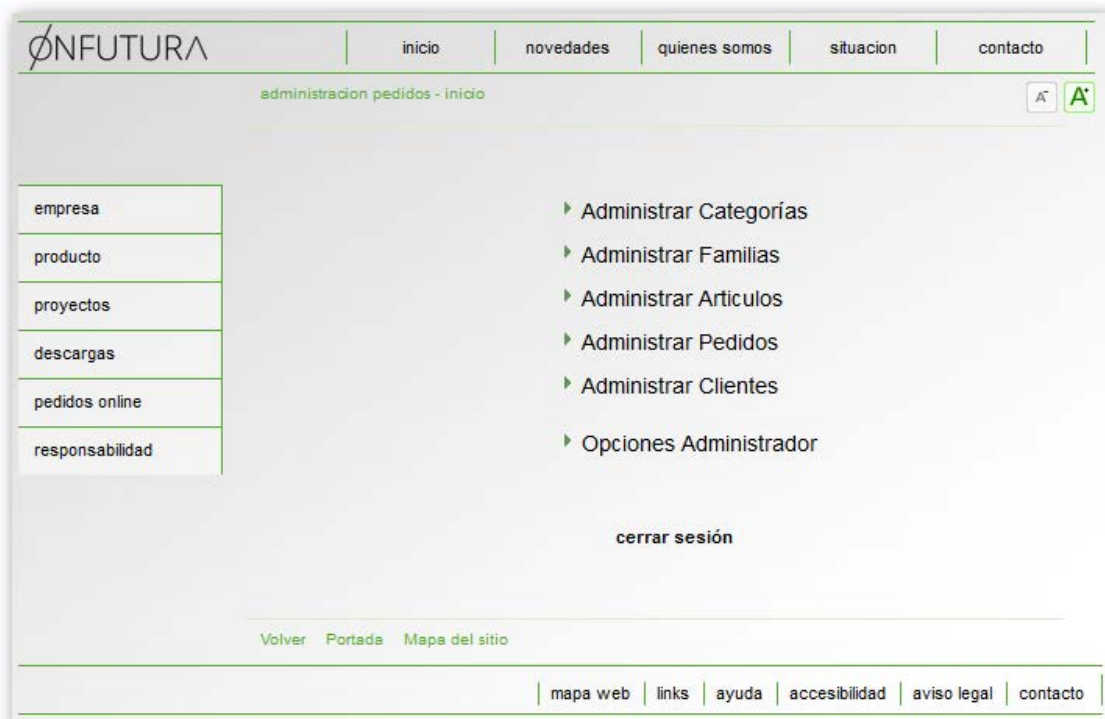 ØNFUTURA
inicio novedades quienes somos situacion contacto
administracion pedidos - inicio
A- A+
empresa
producto
proyectos
descargas
pedidos online
responsabilidad
Administrar Categorías
Administrar Familias
Administrar Articulos
Administrar Pedidos
Administrar Clientes
Opciones Administrador
cerrar sesión
Volver Portada Mapa del sitio
mapa web links ayuda accesibilidad aviso legal contacto